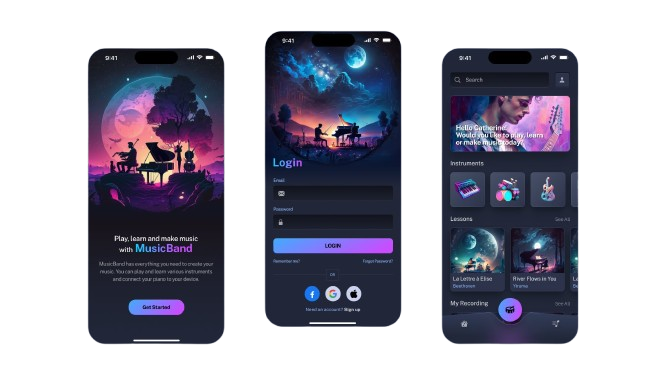 9:41
Play, learn and make music
with MusicBand
MusicBand has everything you need to create your
music. You can play and learn various instruments
and connect your piano to your device.
Get Started
9:41
Login
Email
Password
LOGIN
Remember me?
Forgot Password?
OR
Need an account? Sign up
9:41
Search
Hello Catherine!
Would you like to play, learn
or make music today?
Instruments
Lessons
See All
La Lettre à Elise
Beethoven
River Flows in You
Yiruma
La
My Recording
See All